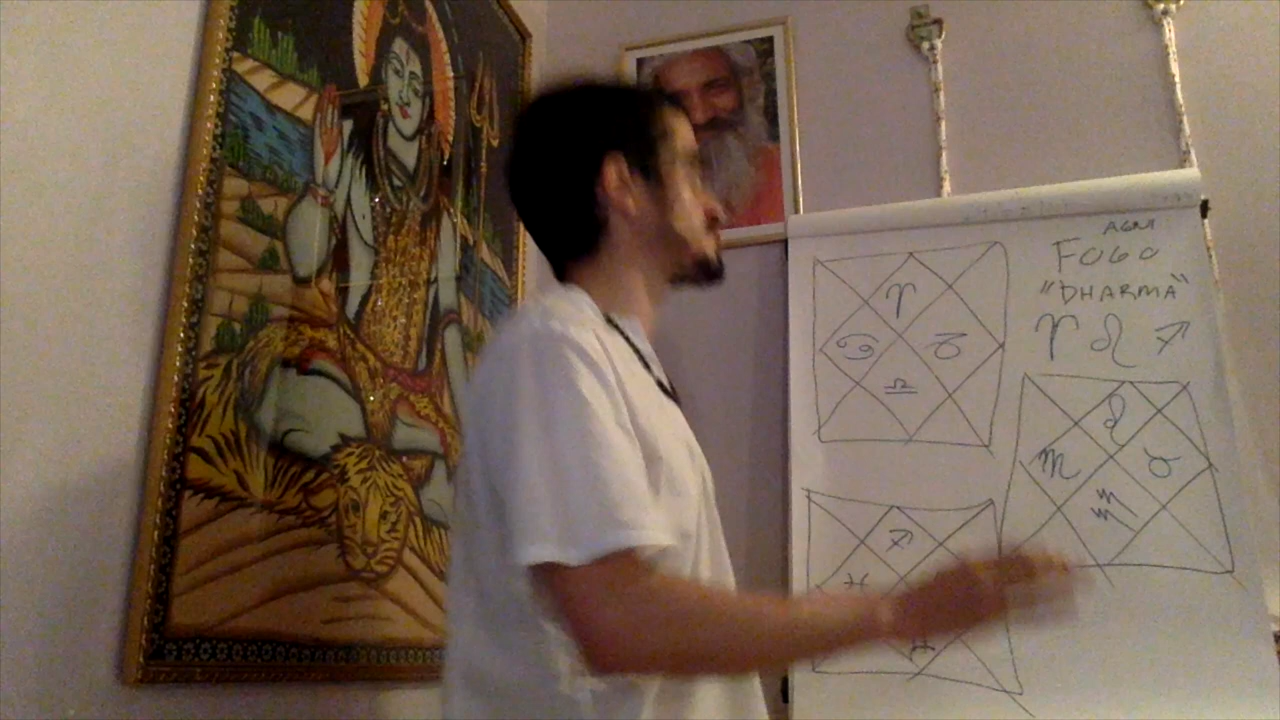 AGNI
FOGO
"DHARMA"
♈ ♌ ♐
♈
♋ ♑
♎
♌
♏ ♉
♒
♐
♓